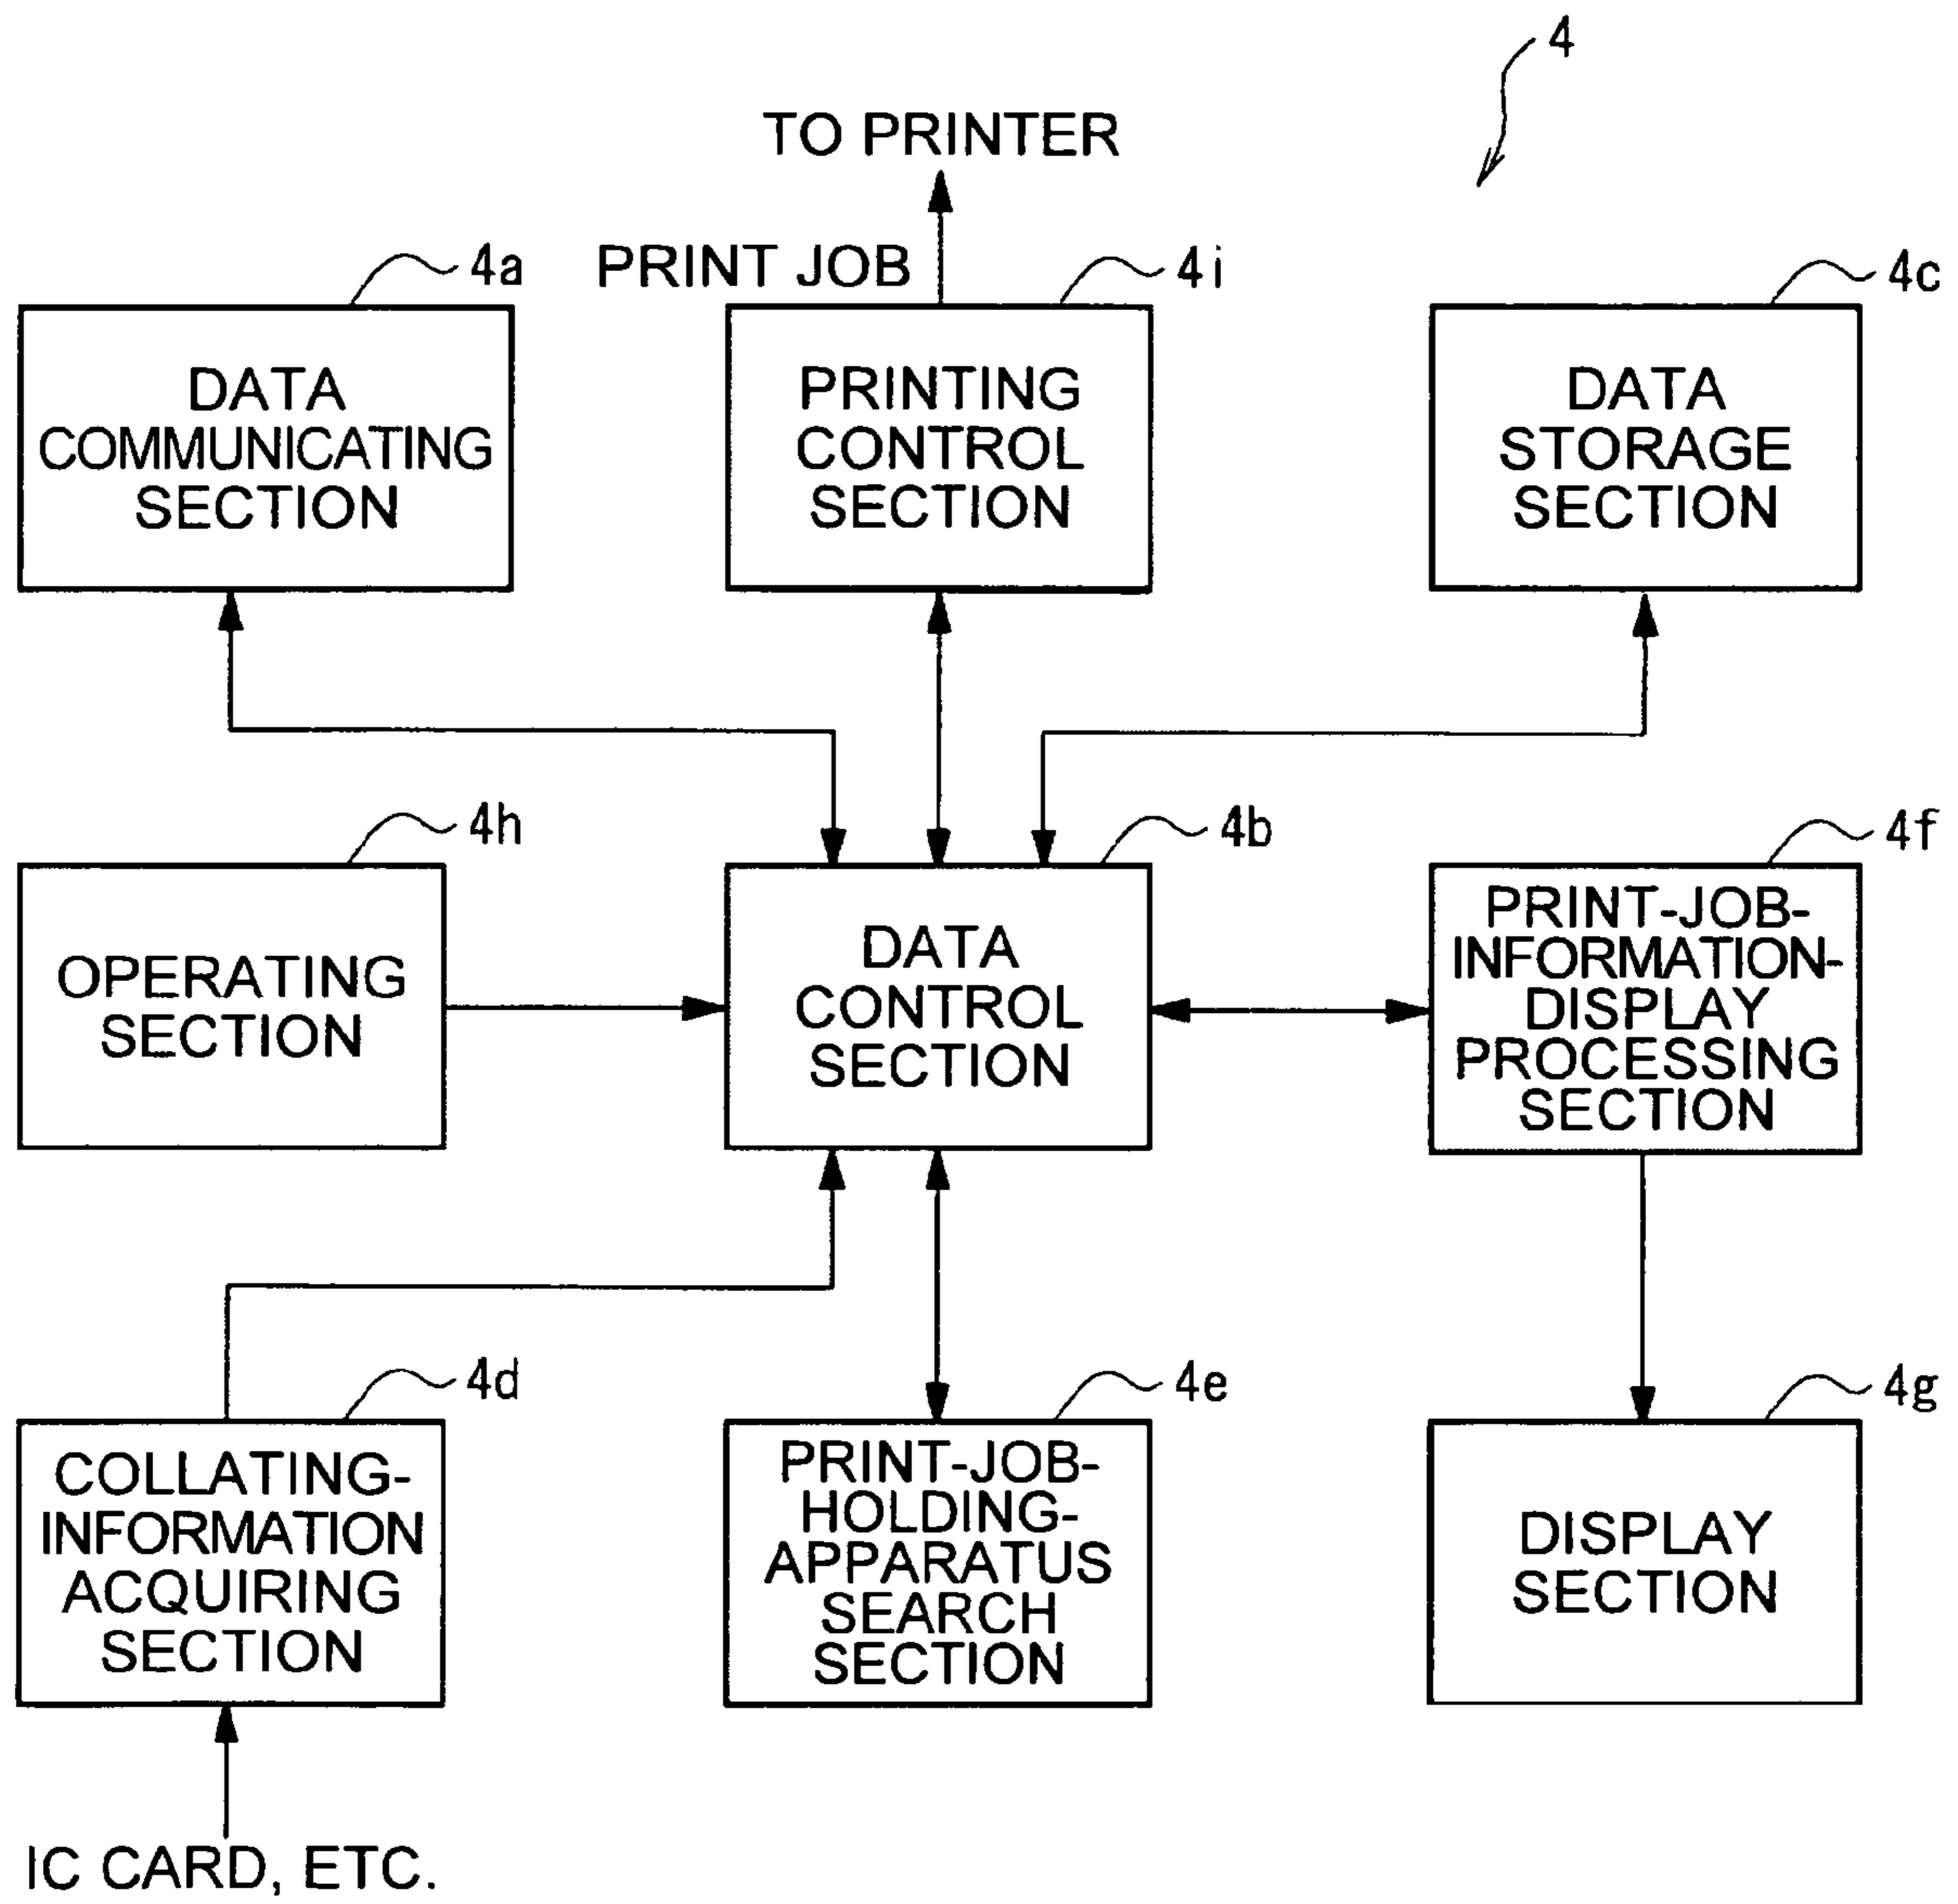 4
TO PRINTER
PRINT JOB
4a
4i
4c
DATA
COMMUNICATING
SECTION
PRINTING
CONTROL
SECTION
DATA
STORAGE
SECTION
4h
4b
4f
OPERATING
SECTION
DATA
CONTROL
SECTION
PRINT-JOB-
INFORMATION-
DISPLAY
PROCESSING
SECTION
4d
4e
4g
COLLATING-
INFORMATION
ACQUIRING
SECTION
PRINT-JOB-
HOLDING-
APPARATUS
SEARCH
SECTION
DISPLAY
SECTION
IC CARD, ETC.